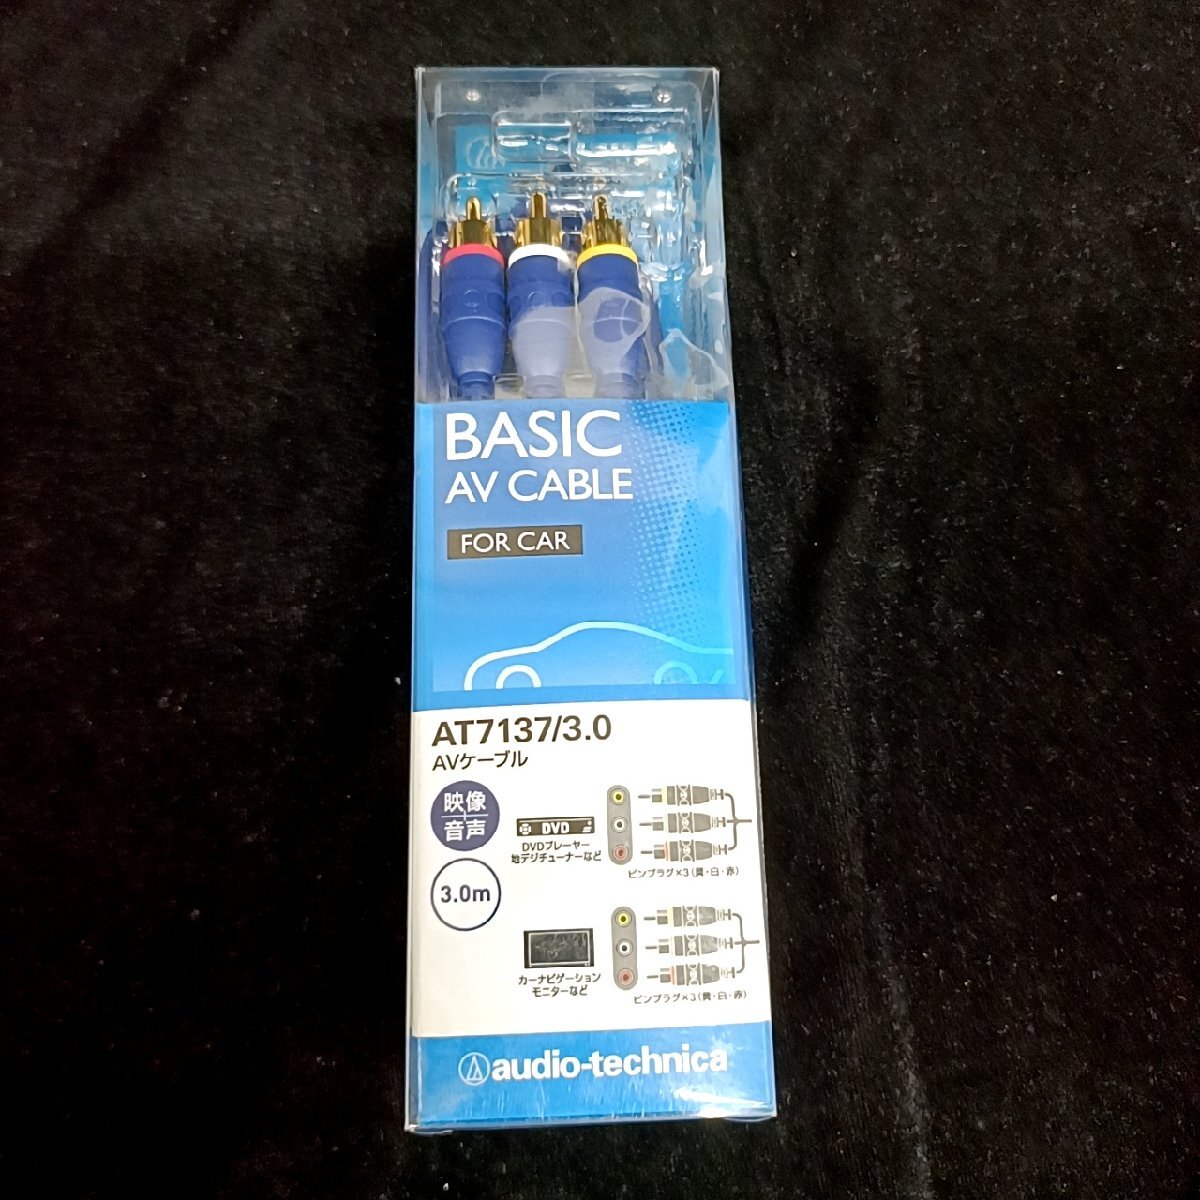 BASIC
AV CABLE
FOR CAR
AT7137/3.0
AVケーブル
映像
+
音声
DVD
DVDプレーヤー
地デジチューナーなど
ピンプラグ×3(黄・白・赤)
3.0m
カーナビゲーション
モニターなど
ピンプラグ×3(黄・白・赤)
audio-technica